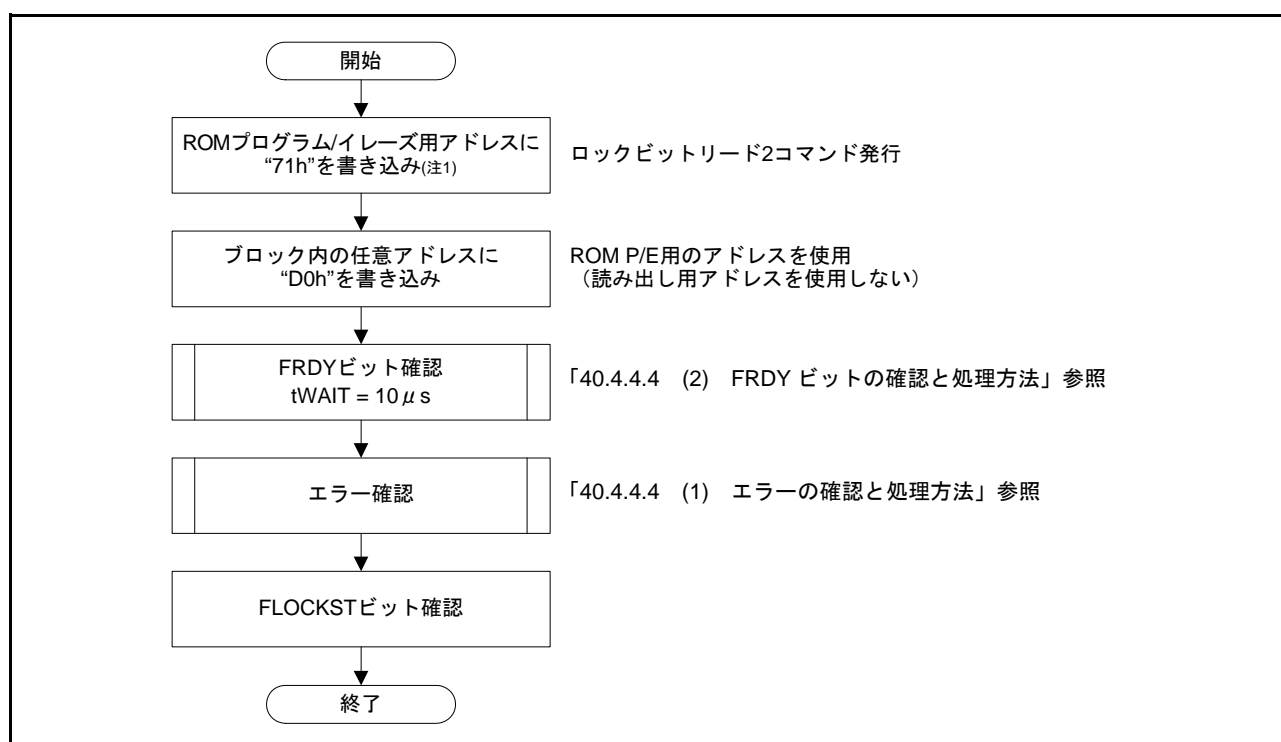 開始
ROMプログラム/イレーズ用アドレスに
“71h”を書き込み(注1)
ロックビットリード2コマンド発行
ブロック内の任意アドレスに
“D0h”を書き込み
ROM P/E用のアドレスを使用
（読み出し用アドレスを使用しない）
FRDYビット確認
tWAIT = 10μs
「40.4.4.4　(2)　FRDY ビットの確認と処理方法」参照
エラー確認
「40.4.4.4　(1)　エラーの確認と処理方法」参照
FLOCKSTビット確認
終了